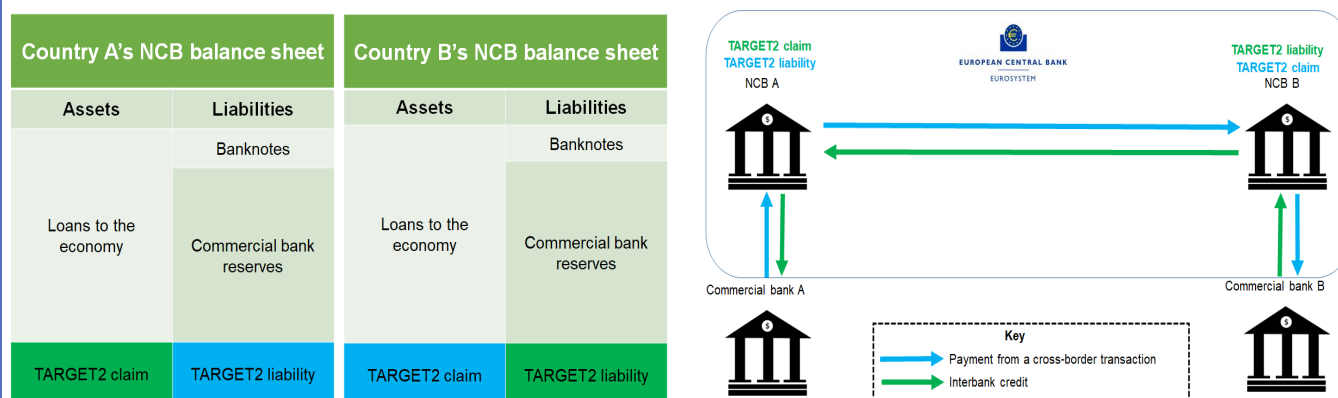 Country A's NCB balance sheet
Assets
Liabilities
Banknotes
Loans to the
economy
Commercial bank
reserves
TARGET2 claim
TARGET2 liability
Country B's NCB balance sheet
Assets
Liabilities
Banknotes
Loans to the
economy
Commercial bank
reserves
TARGET2 claim
TARGET2 liability
TARGET2 claim
TARGET2 liability
NCB A
$
EUROPEAN CENTRAL BANK
EUROSYSTEM
TARGET2 liability
TARGET2 claim
NCB B
$
Commercial bank A
$
Commercial bank B
$
Key
Payment from a cross-border transaction
Interbank credit